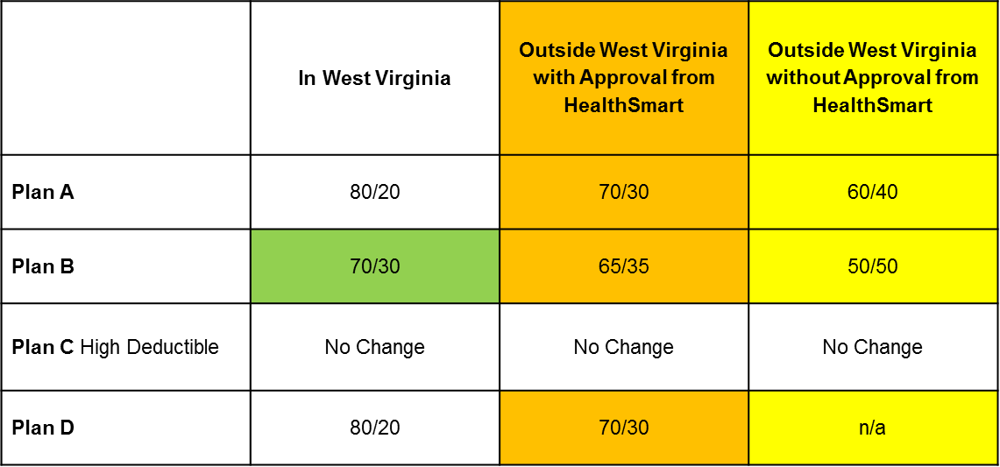 In West Virginia
Outside West Virginia
with Approval from
HealthSmart
Outside West Virginia
without Approval from
HealthSmart
Plan A
80/20
70/30
60/40
Plan B
70/30
65/35
50/50
Plan C High Deductible
No Change
No Change
No Change
Plan D
80/20
70/30
n/a